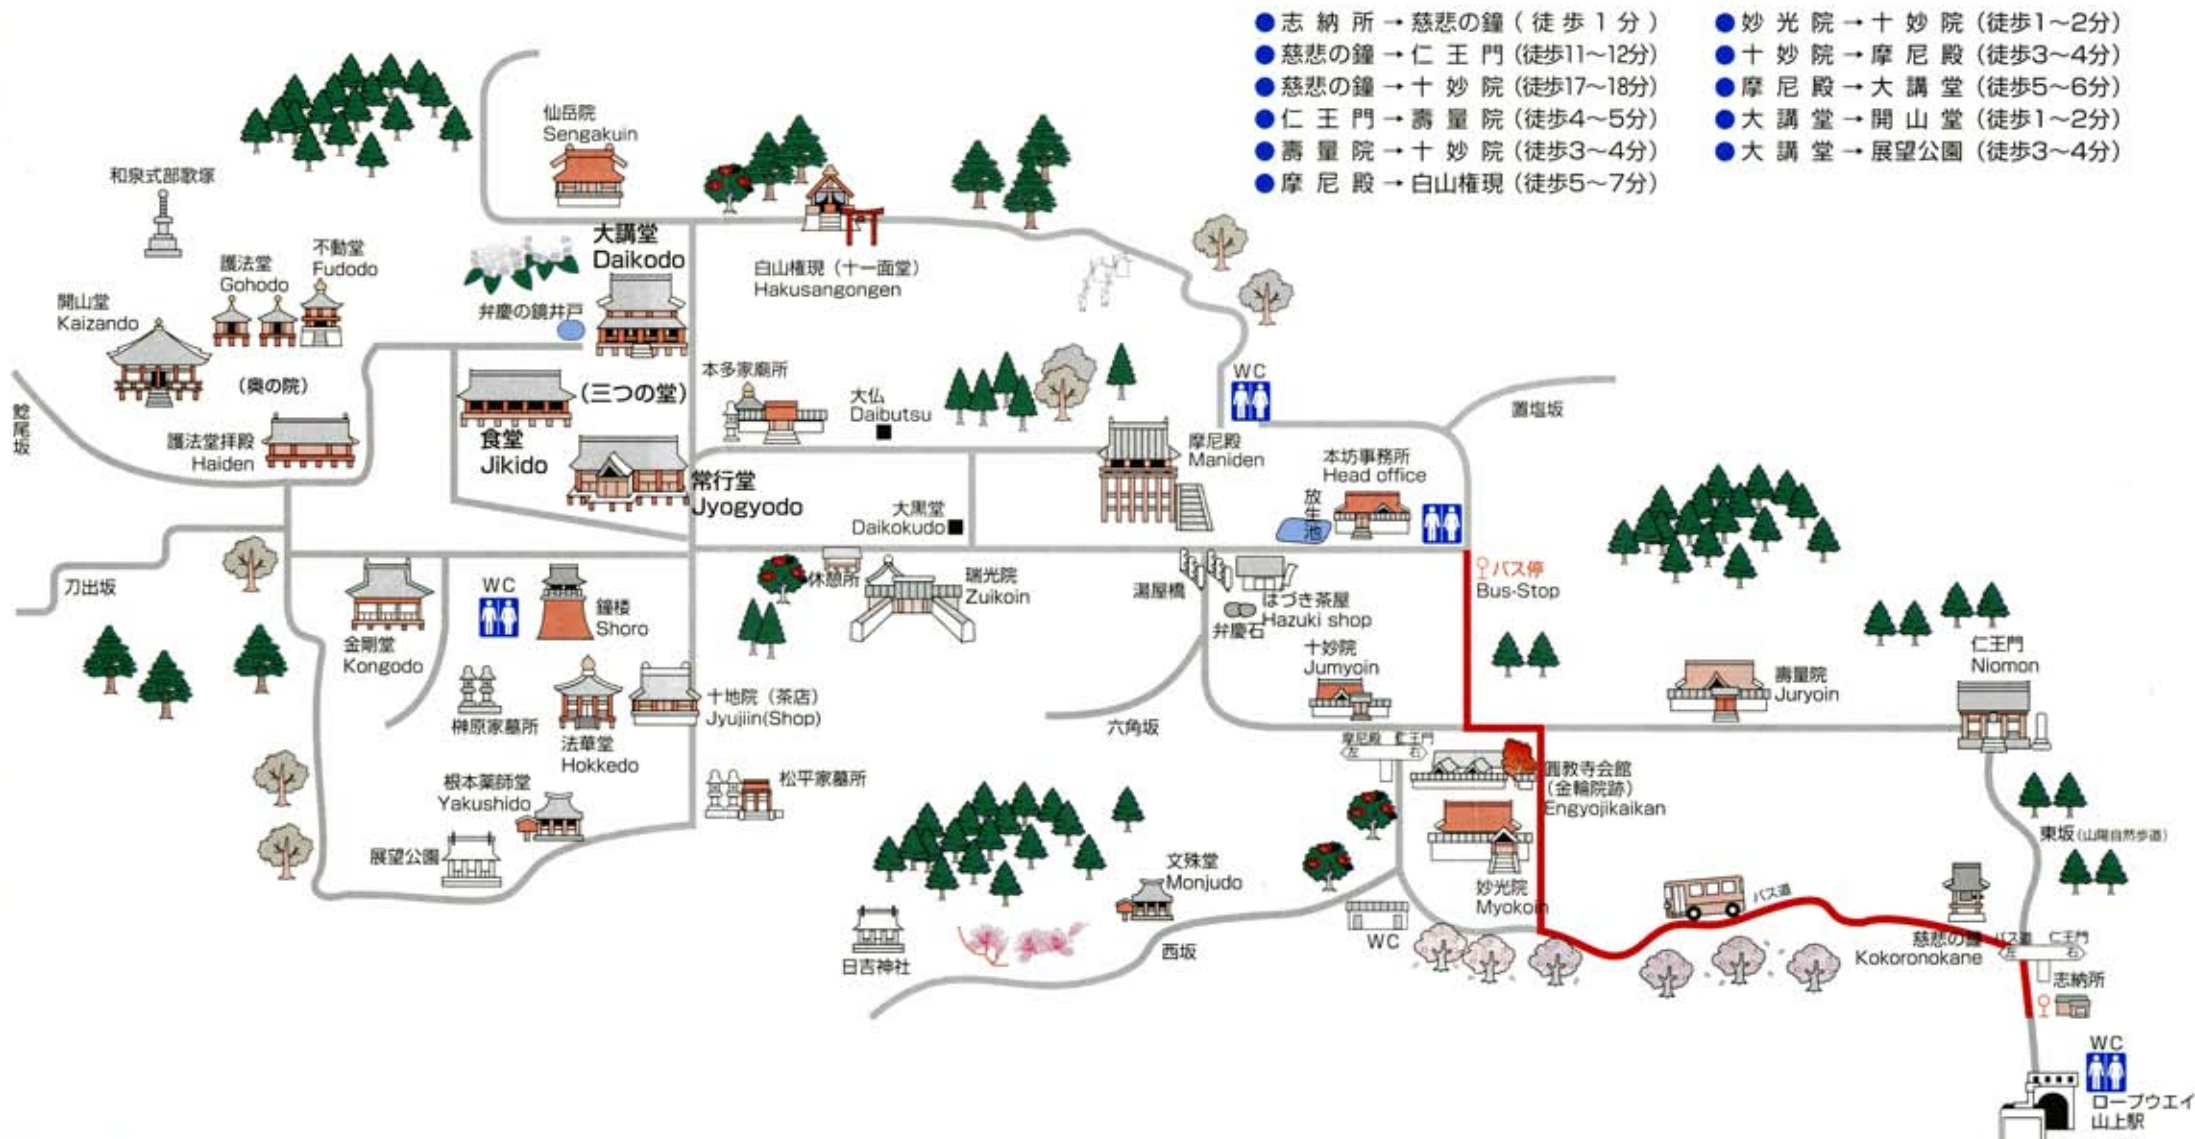 ● 志納所 → 慈悲の鐘 (徒歩1分)
● 慈悲の鐘 → 仁王門 (徒歩11〜12分)
● 慈悲の鐘 → 十妙院 (徒歩17〜18分)
● 仁王門 → 壽量院 (徒歩4〜5分)
● 壽量院 → 十妙院 (徒歩3〜4分)
● 摩尼殿 → 白山権現 (徒歩5〜7分)
● 妙光院 → 十妙院 (徒歩1〜2分)
● 十妙院 → 摩尼殿 (徒歩3〜4分)
● 摩尼殿 → 大講堂 (徒歩5〜6分)
● 大講堂 → 開山堂 (徒歩1〜2分)
● 大講堂 → 展望公園 (徒歩3〜4分)
仙岳院
Sengakuin
和泉式部歌塚
大講堂
Daikodo
不動堂
Fudodo
護法堂
Gohodo
白山権現 (十一面堂)
Hakusangongen
開山堂
Kaizando
弁慶の鏡井戸
(奥の院)
(三つの堂)
本多家廟所
大仏
Daibutsu
WC
置塩坂
鯰尾坂
護法堂拝殿
Haiden
食堂
Jikido
摩尼殿
Maniden
本坊事務所
Head office
放生池
常行堂
Jyogyodo
大黒堂
Daikokudo
刀出坂
WC
休憩所
瑞光院
Zuikoin
湯屋橋
はづき茶屋
Hazuki shop
弁慶石
バス停
Bus-Stop
鐘楼
Shoro
金剛堂
Kongodo
十妙院
Jumyoin
壽量院
Juryoin
仁王門
Niomon
榊原家墓所
法華堂
Hokkedo
十地院 (茶店)
Jyujiin(Shop)
六角坂
摩尼殿 左
仁王門 右
圓教寺会館
(金輪院跡)
Engyojikaikan
根本薬師堂
Yakushido
松平家墓所
展望公園
東坂(山陽自然歩道)
文殊堂
Monjudo
妙光院
Myokoin
バス道
WC
日吉神社
西坂
慈悲の鐘
Kokoronokane
バス道 左
仁王門 右
志納所
WC
ロープウエイ
山上駅